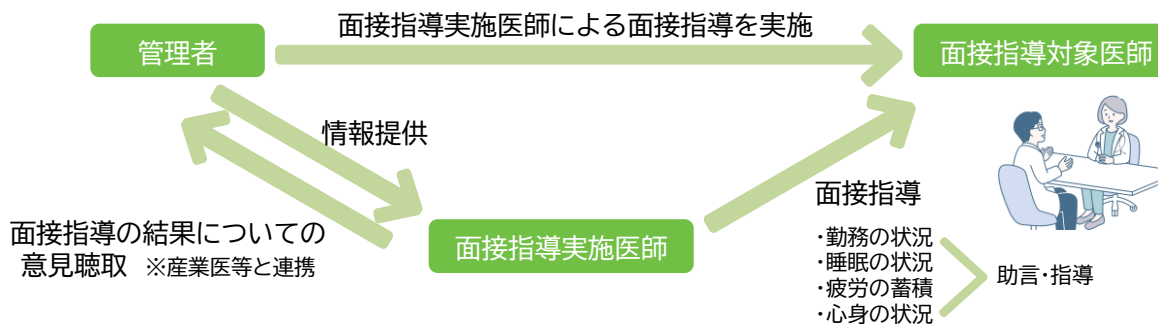 面接指導実施医師による面接指導を実施
管理者
面接指導対象医師
情報提供
面接指導の結果についての
意見聴取 ※産業医等と連携
面接指導実施医師
面接指導
・勤務の状況
・睡眠の状況
・疲労の蓄積
・心身の状況
助言・指導